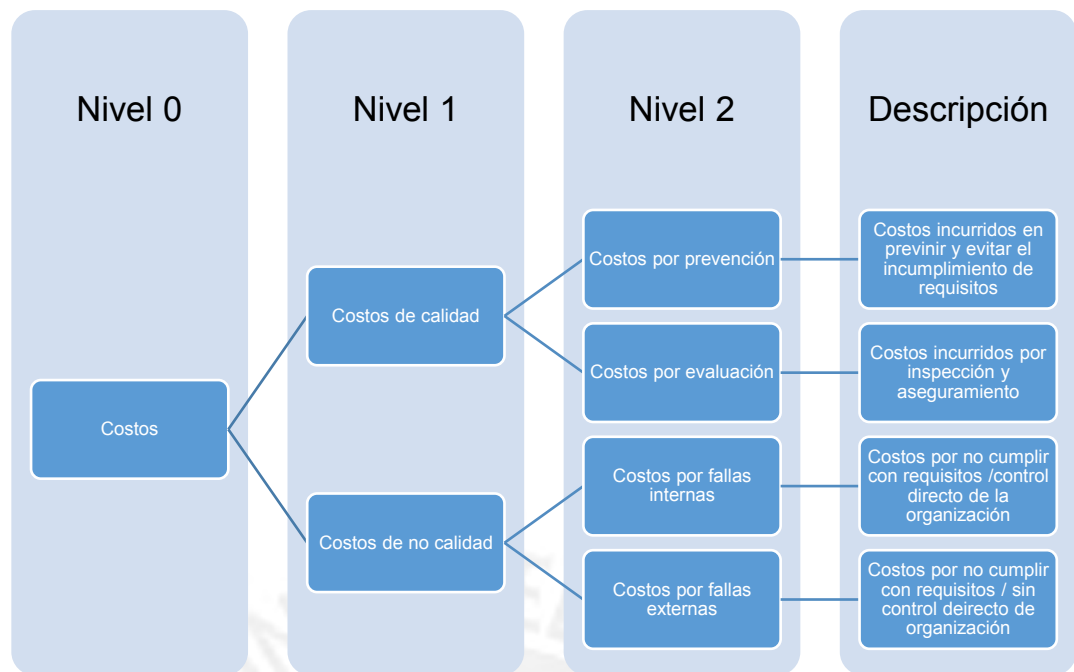 Nivel 0
Nivel 1
Nivel 2
Descripción
Costos
Costos de calidad
Costos de no calidad
Costos por prevención
Costos por evaluación
Costos por fallas
internas
Costos por fallas
externas
Costos incurridos en
previnir y evitar el
incumplimiento de
requisitos
Costos incurridos por
inspección y
aseguramiento
Costos por no cumplir
con requisitos /control
directo de la
organización
Costos por no cumplir
con requisitos / sin
control deirecto de
organización